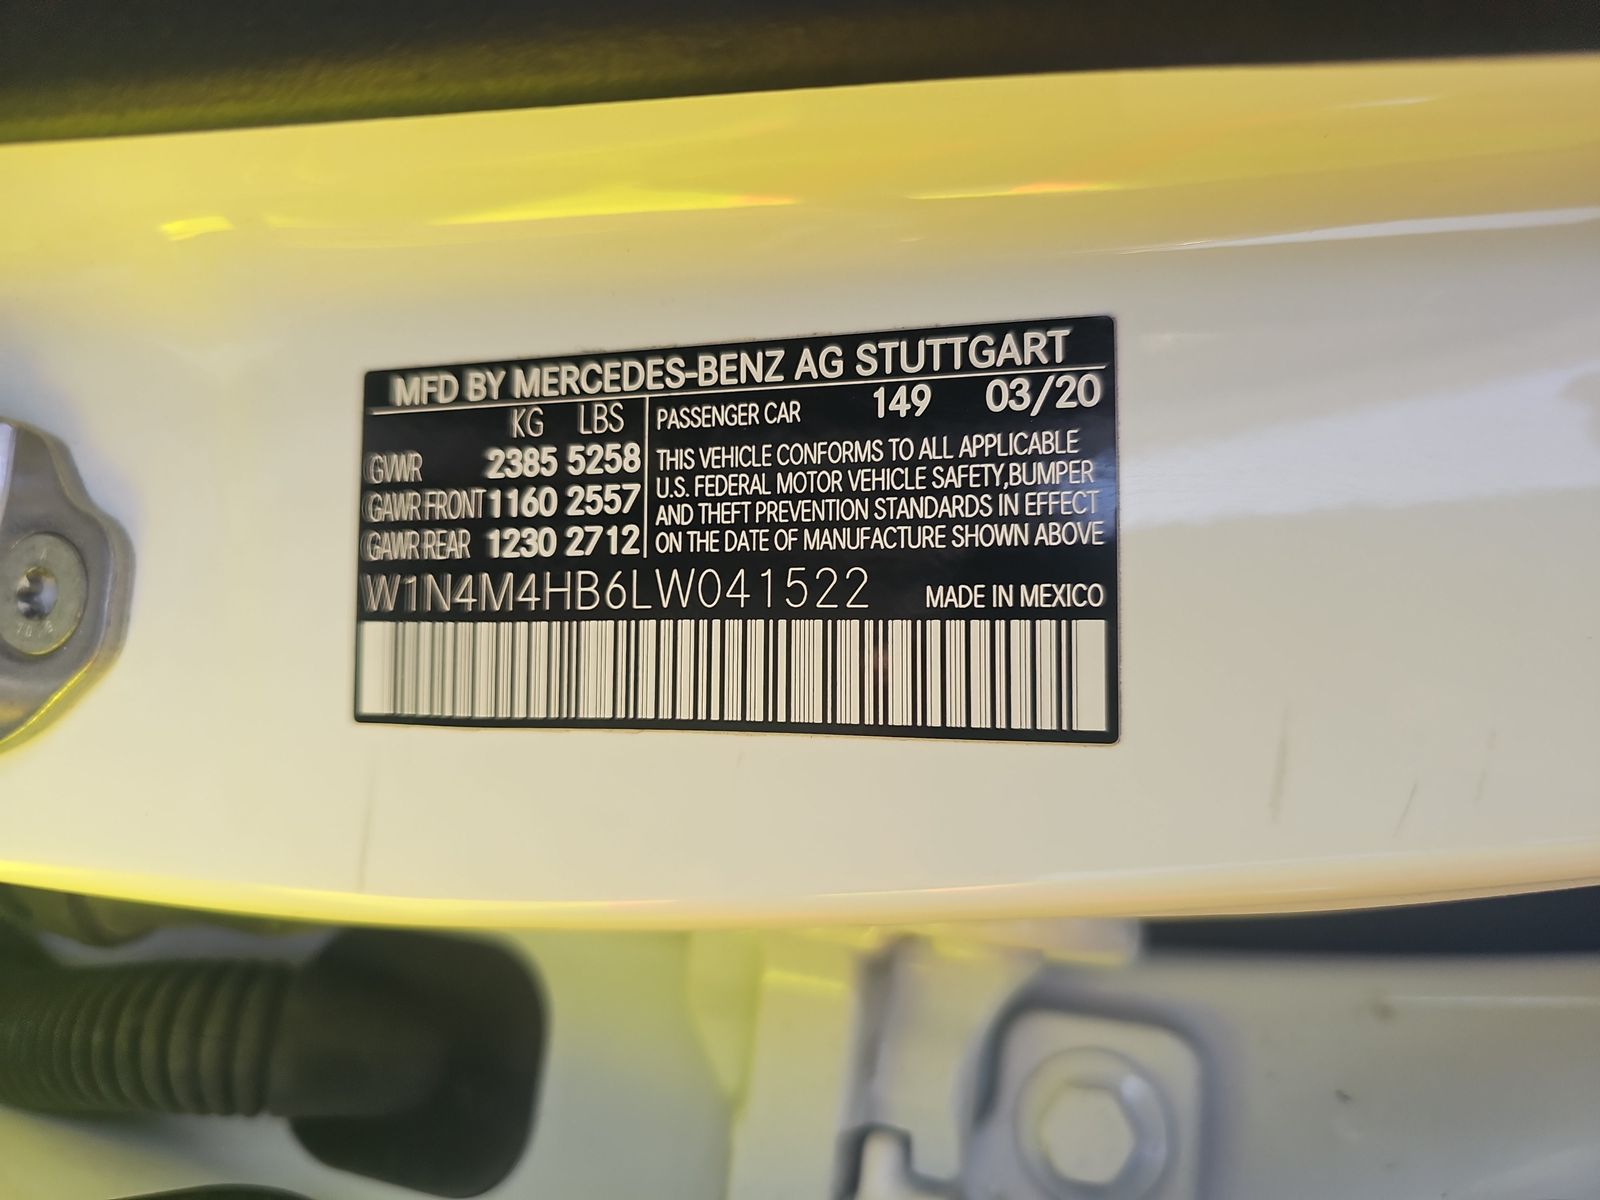 MFD BY MERCEDES-BENZ AG STUTTGART
KG LBS
GVWR 2385 5258
GAWR FRONT 1160 2557
GAWR REAR 1230 2712
PASSENGER CAR 149 03/20
THIS VEHICLE CONFORMS TO ALL APPLICABLE
U.S. FEDERAL MOTOR VEHICLE SAFETY,BUMPER
AND THEFT PREVENTION STANDARDS IN EFFECT
ON THE DATE OF MANUFACTURE SHOWN ABOVE
W1N4M4HB6LW041522 MADE IN MEXICO